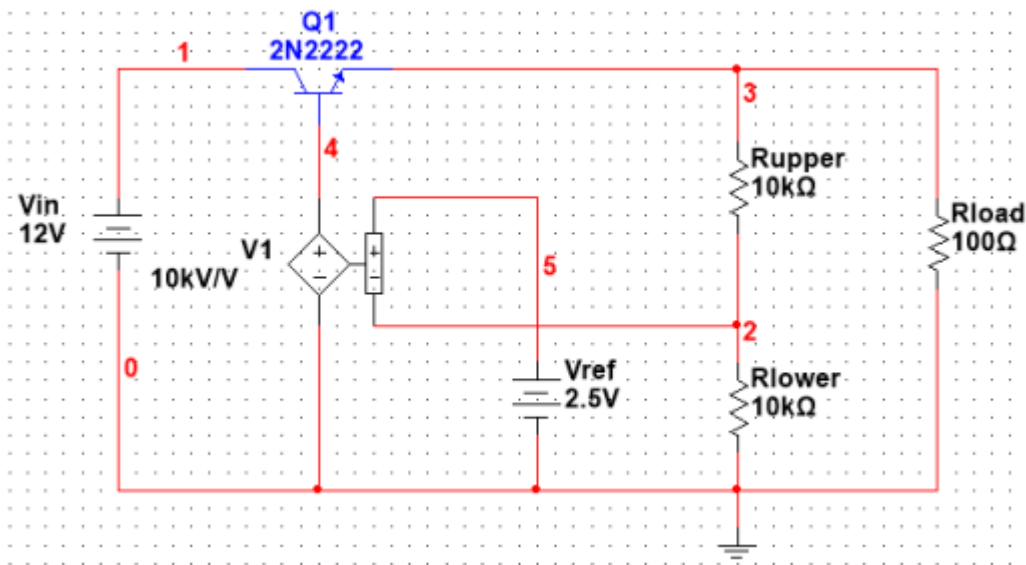 Q1
2N2222
1
3
4
Rupper
10kΩ
Vin
12V
Rload
100Ω
V1
10kV/V
5
2
0
Vref
2.5V
Rlower
10kΩ